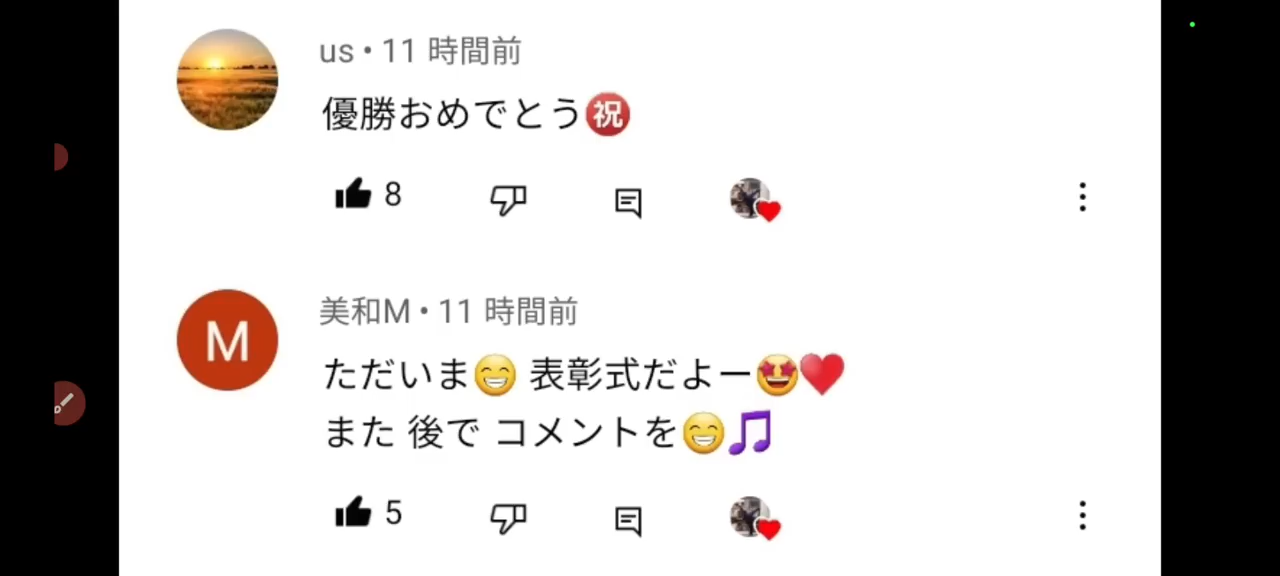 us • 11 時間前
優勝おめでとう㊗️
8
M
美和M • 11 時間前
ただいま😁 表彰式だよー🤩♥️
また 後で コメントを😁🎵
5